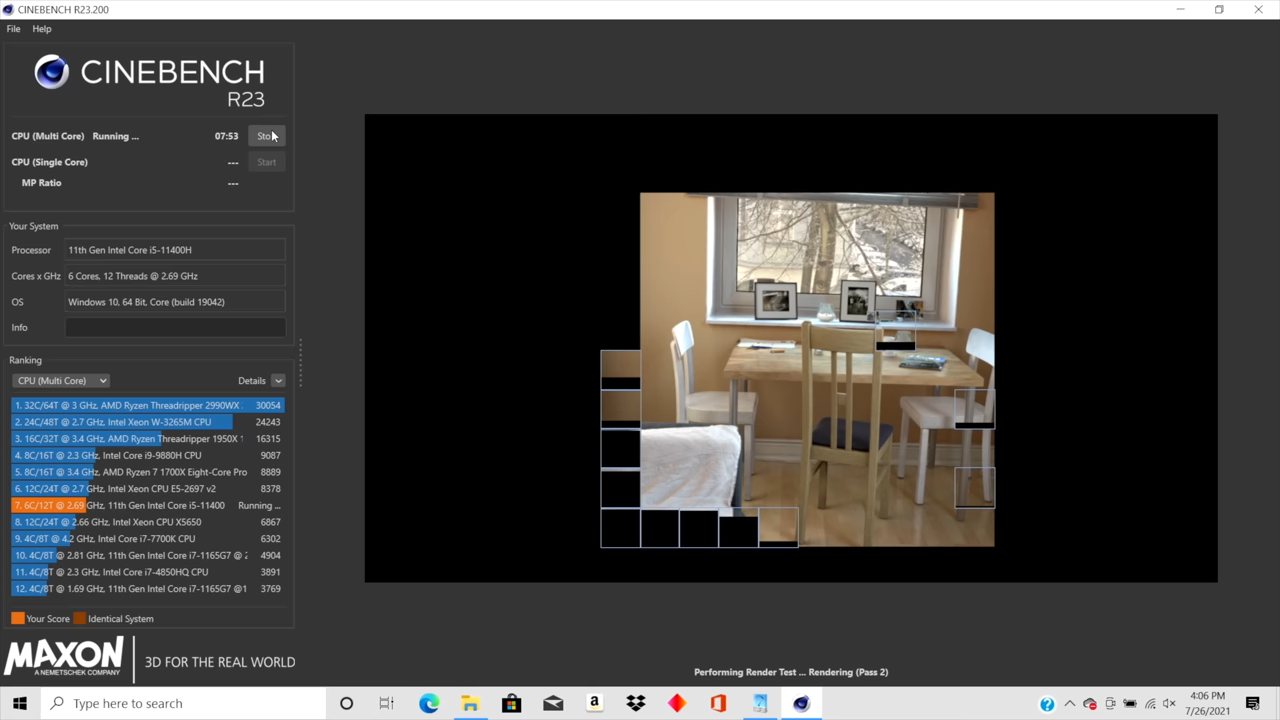 CINEBENCH R23.200
File Help
CINEBENCH
R23
CPU (Multi Core) Running ... 07:53
CPU (Single Core) --- Start
MP Ratio ---
Your System
Processor 11th Gen Intel Core i5-11400H
Cores x GHz 6 Cores, 12 Threads @ 2.69 GHz
OS Windows 10, 64 Bit, Core (build 19042)
Info
Ranking
CPU (Multi Core) Details
1. 32C/64T @ 3 GHz, AMD Ryzen Threadripper 2990WX 30054
2. 24C/48T @ 2.7 GHz, Intel Xeon W-3265M CPU 24243
3. 16C/32T @ 3.4 GHz, AMD Ryzen Threadripper 1950X 16315
4. 8C/16T @ 2.3 GHz, Intel Core i9-9880H CPU 9087
5. 8C/16T @ 3.4 GHz, AMD Ryzen 7 1700X Eight-Core Pro 8889
6. 12C/24T @ 2.7 GHz, Intel Xeon CPU E5-2697 v2 8378
7. 6C/12T @ 2.69 GHz, 11th Gen Intel Core i5-11400 Running ...
8. 12C/24T @ 2.66 GHz, Intel Xeon CPU X5650 6867
9. 4C/8T @ 4.2 GHz, Intel Core i7-7700K CPU 6302
10. 4C/8T @ 2.81 GHz, 11th Gen Intel Core i7-1165G7 @ 4904
11. 4C/8T @ 2.3 GHz, Intel Core i7-4850HQ CPU 3891
12. 4C/8T @ 1.69 GHz, 11th Gen Intel Core i7-1165G7 @1 3769
Your Score Identical System
MAXON
A NEMETSCHEK COMPANY
3D FOR THE REAL WORLD
Performing Render Test ... Rendering (Pass 2)
Type here to search
4:06 PM
7/26/2021